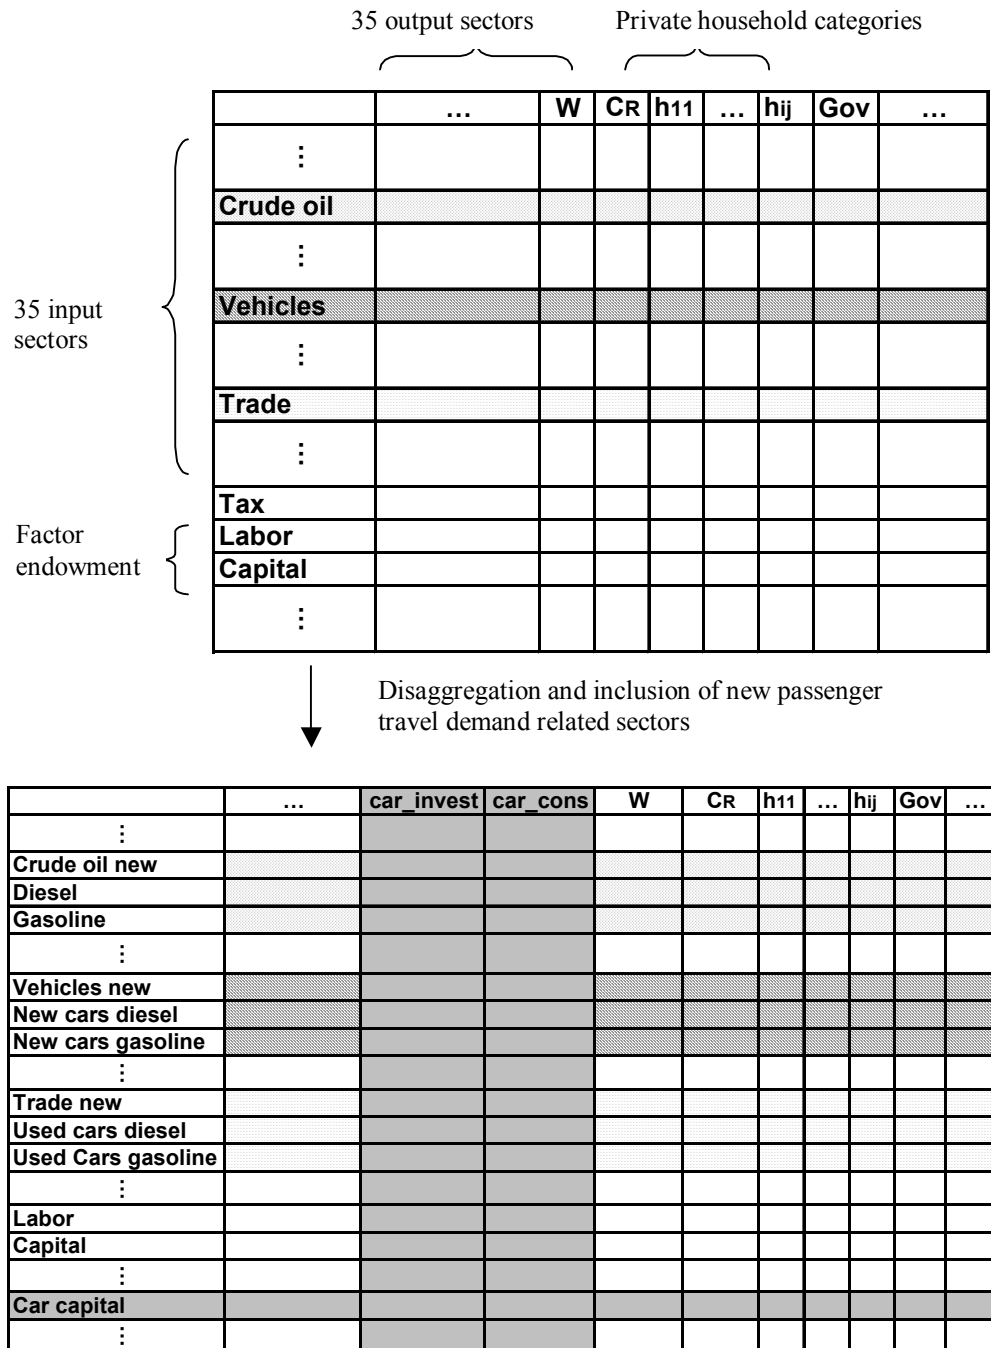 35 output sectors Private household categories
… W CR h11 … hij Gov …
⋮
Crude oil
⋮
35 input
sectors
Vehicles
⋮
Trade
⋮
Tax
Factor
endowment
Labor
Capital
⋮
Disaggregation and inclusion of new passenger
travel demand related sectors
… car_invest car_cons W CR h11 … hij Gov …
⋮
Crude oil new
Diesel
Gasoline
⋮
Vehicles new
New cars diesel
New cars gasoline
⋮
Trade new
Used cars diesel
Used Cars gasoline
⋮
Labor
Capital
⋮
Car capital
⋮